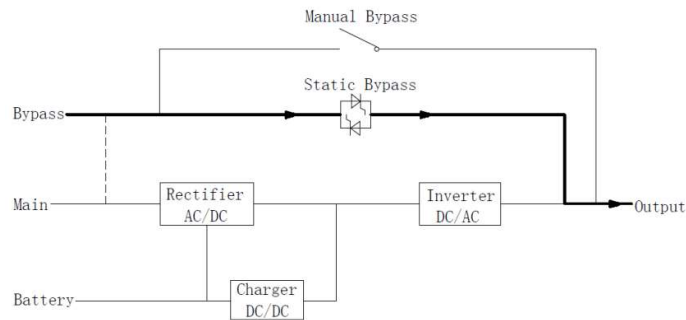 Manual Bypass
Static Bypass
Bypass
Main
Rectifier
AC/DC
Inverter
DC/AC
Output
Battery
Charger
DC/DC